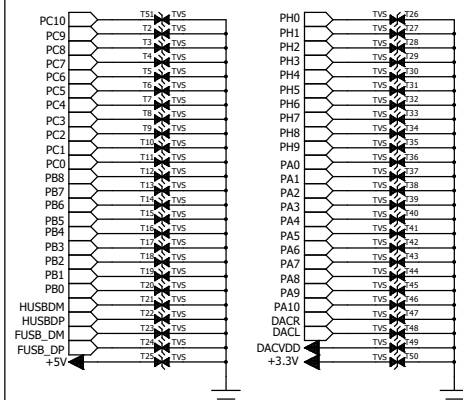 PC10 T51 TVS
PC9 T2 TVS
PC8 T3 TVS
PC7 T4 TVS
PC6 T5 TVS
PC5 T6 TVS
PC4 T7 TVS
PC3 T8 TVS
PC2 T9 TVS
PC1 T10 TVS
PC0 T11 TVS
PB8 T12 TVS
PB7 T13 TVS
PB6 T14 TVS
PB5 T15 TVS
PB4 T16 TVS
PB3 T17 TVS
PB2 T18 TVS
PB1 T19 TVS
PB0 T20 TVS
HUSBDM T21 TVS
HUSBDP T22 TVS
FUSB_DM T23 TVS
FUSB_DP T24 TVS
+5V T25 TVS
PH0 TVS T26
PH1 TVS T27
PH2 TVS T28
PH3 TVS T29
PH4 TVS T30
PH5 TVS T31
PH6 TVS T32
PH7 TVS T33
PH8 TVS T34
PH9 TVS T35
PA0 TVS T36
PA1 TVS T37
PA2 TVS T38
PA3 TVS T39
PA4 TVS T40
PA5 TVS T41
PA6 TVS T42
PA7 TVS T43
PA8 TVS T44
PA9 TVS T45
PA10 TVS T46
DACR TVS T47
DACL TVS T48
DACVDD TVS T49
+3.3V TVS T50